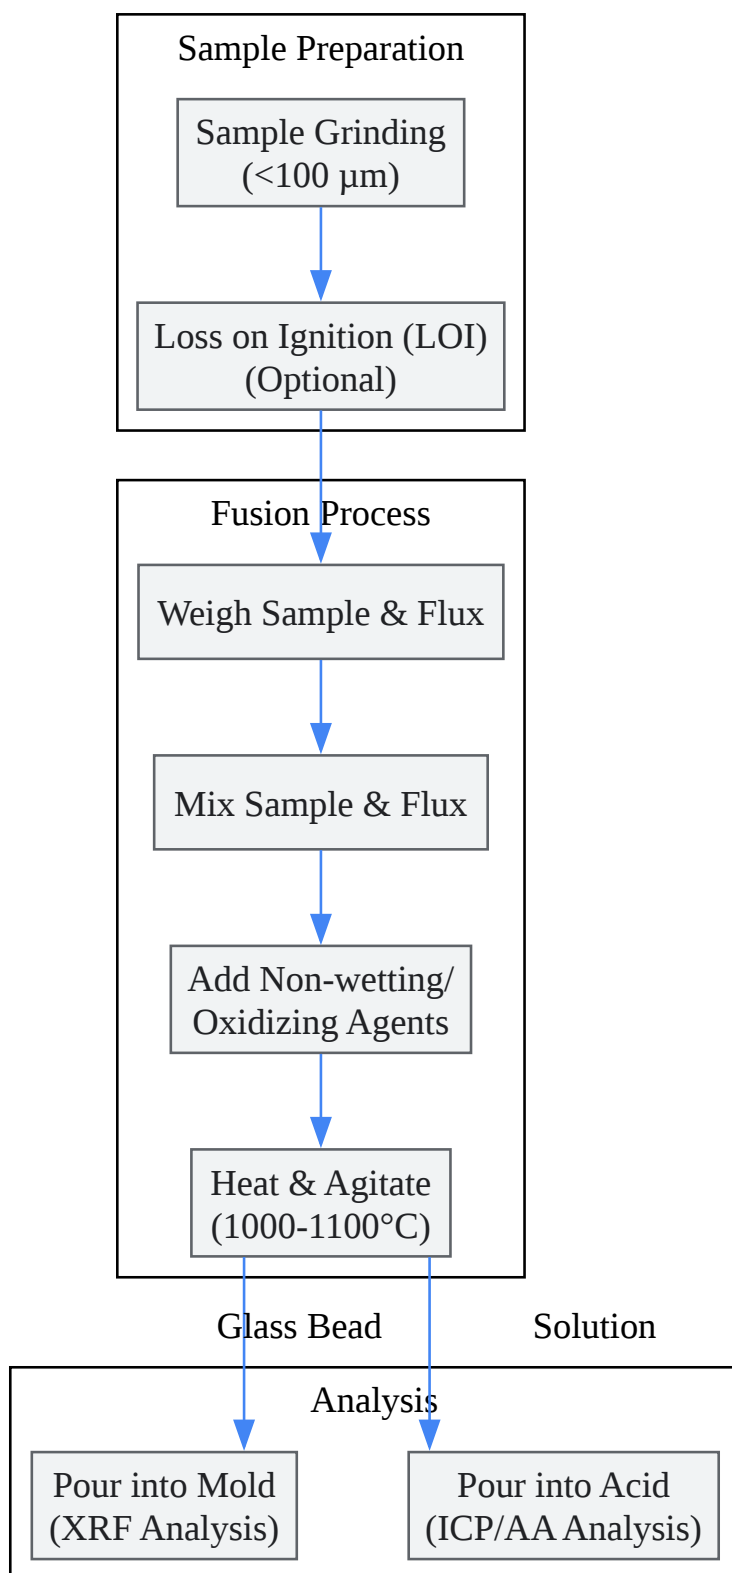 Sample Preparation
Sample Grinding
(<100 µm)
Loss on Ignition (LOI)
(Optional)
Fusion Process
Weigh Sample & Flux
Mix Sample & Flux
Add Non-wetting/
Oxidizing Agents
Heat & Agitate
(1000-1100°C)
Glass Bead
Solution
Analysis
Pour into Mold
(XRF Analysis)
Pour into Acid
(ICP/AA Analysis)